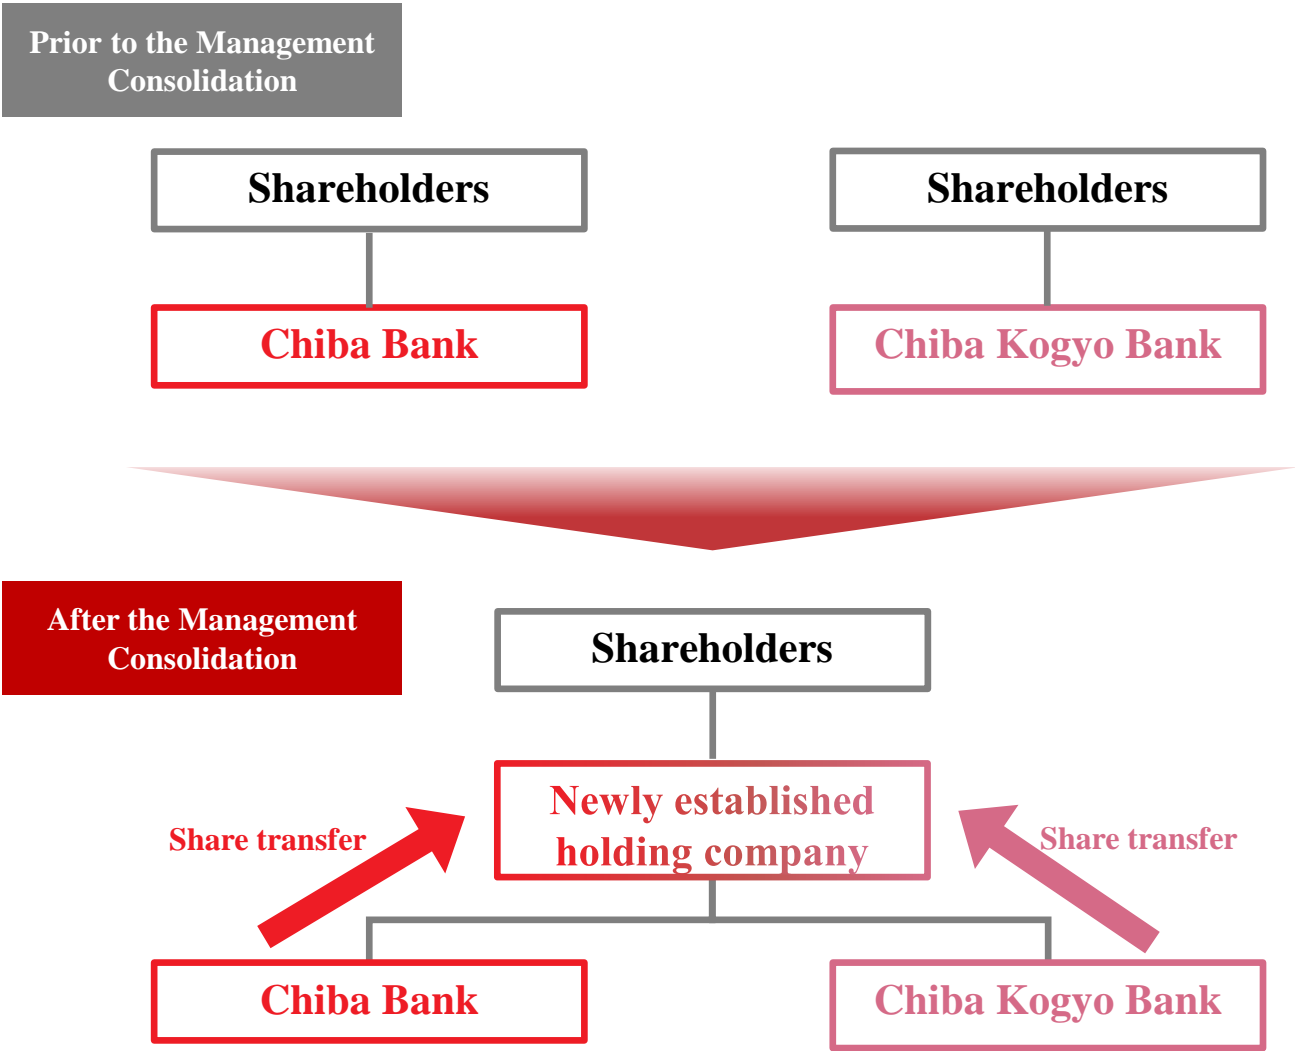 Prior to the Management
Consolidation
Shareholders
Shareholders
Chiba Bank
Chiba Kogyo Bank
After the Management
Consolidation
Shareholders
Newly established
holding company
Share transfer
Share transfer
Chiba Bank
Chiba Kogyo Bank